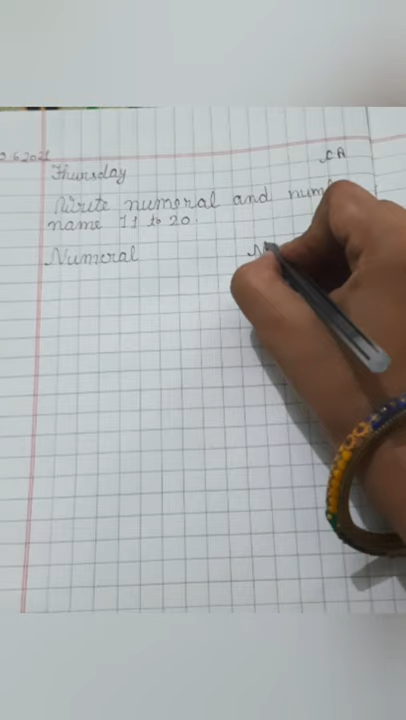 CA
Thursday
Write numeral and num
name 11 to 20.
Numeral N